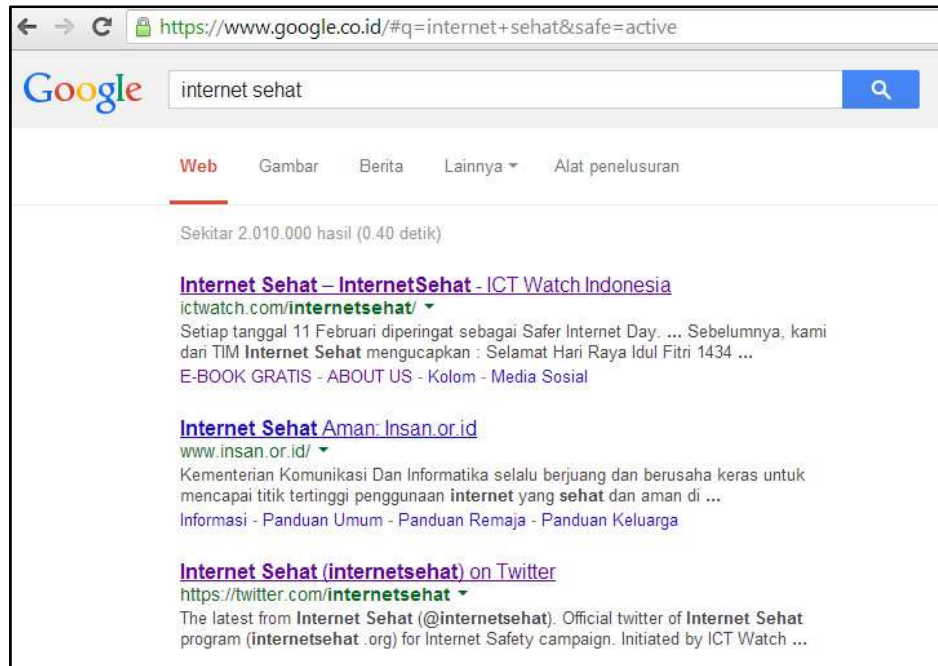 https://www.google.co.id/#q=internet+sehat&safe=active
Google internet sehat
Web Gambar Berita Lainnya Alat penelusuran
Sekitar 2.010.000 hasil (0.40 detik)
Internet Sehat – InternetSehat - ICT Watch Indonesia
ictwatch.com/internetsehat/
Setiap tanggal 11 Februari diperingat sebagai Safer Internet Day. ... Sebelumnya, kami
dari TIM Internet Sehat mengucapkan : Selamat Hari Raya Idul Fitri 1434 ...
E-BOOK GRATIS - ABOUT US - Kolom - Media Sosial
Internet Sehat Aman: Insan.or.id
www.insan.or.id/
Kementerian Komunikasi Dan Informatika selalu berjuang dan berusaha keras untuk
mencapai titik tertinggi penggunaan internet yang sehat dan aman di ...
Informasi - Panduan Umum - Panduan Remaja - Panduan Keluarga
Internet Sehat (internetsehat) on Twitter
https://twitter.com/internetsehat
The latest from Internet Sehat (@internetsehat). Official twitter of Internet Sehat
program (internetsehat .org) for Internet Safety campaign. Initiated by ICT Watch ...